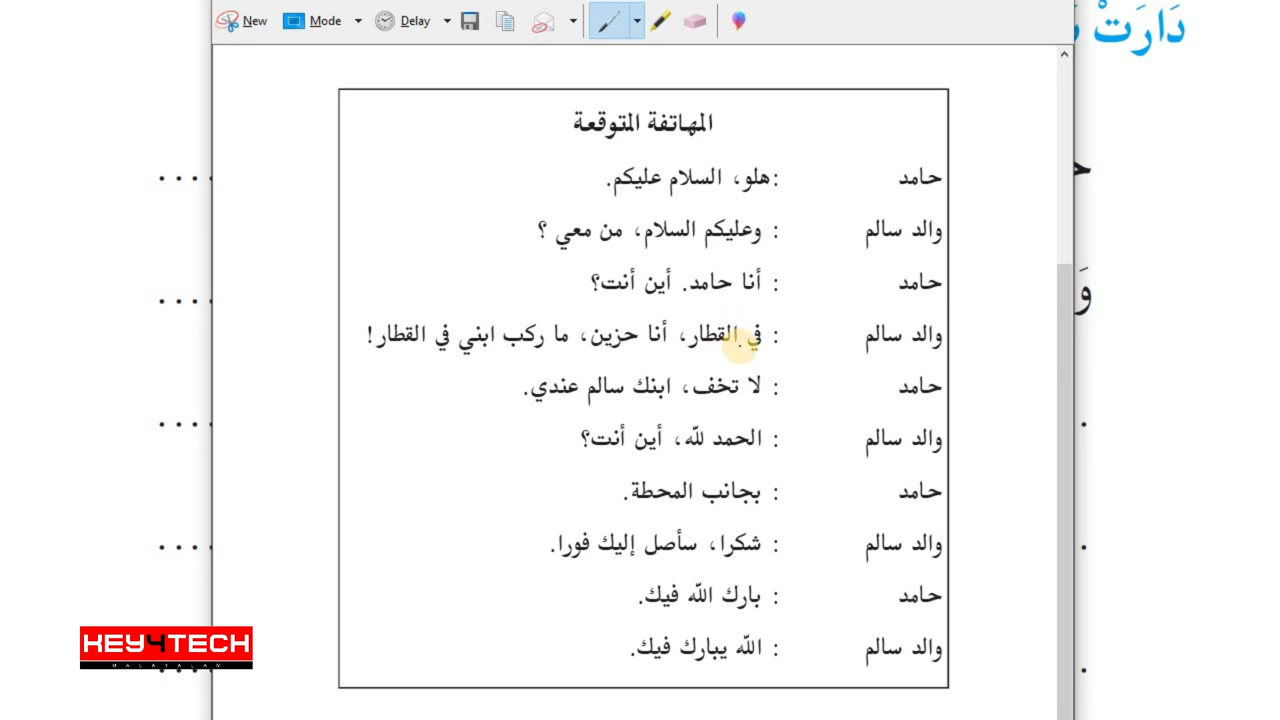 New Mode Delay
دَارَتْ
المهاتفة المتوقعة
حامد :هلو، السلام عليكم.
والد سالم : وعليكم السلام، من معي ؟
حامد : أنا حامد. أين أنت؟
والد سالم : في القطار، أنا حزين، ما ركب ابني في القطار!
حامد : لا تخف، ابنك سالم عندي.
والد سالم : الحمد لله، أين أنت؟
حامد : بجانب المحطة.
والد سالم : شكرا، سأصل إليك فورا.
حامد : بارك الله فيك.
والد سالم : الله يبارك فيك.
KEY4TECH
MALAYALAM